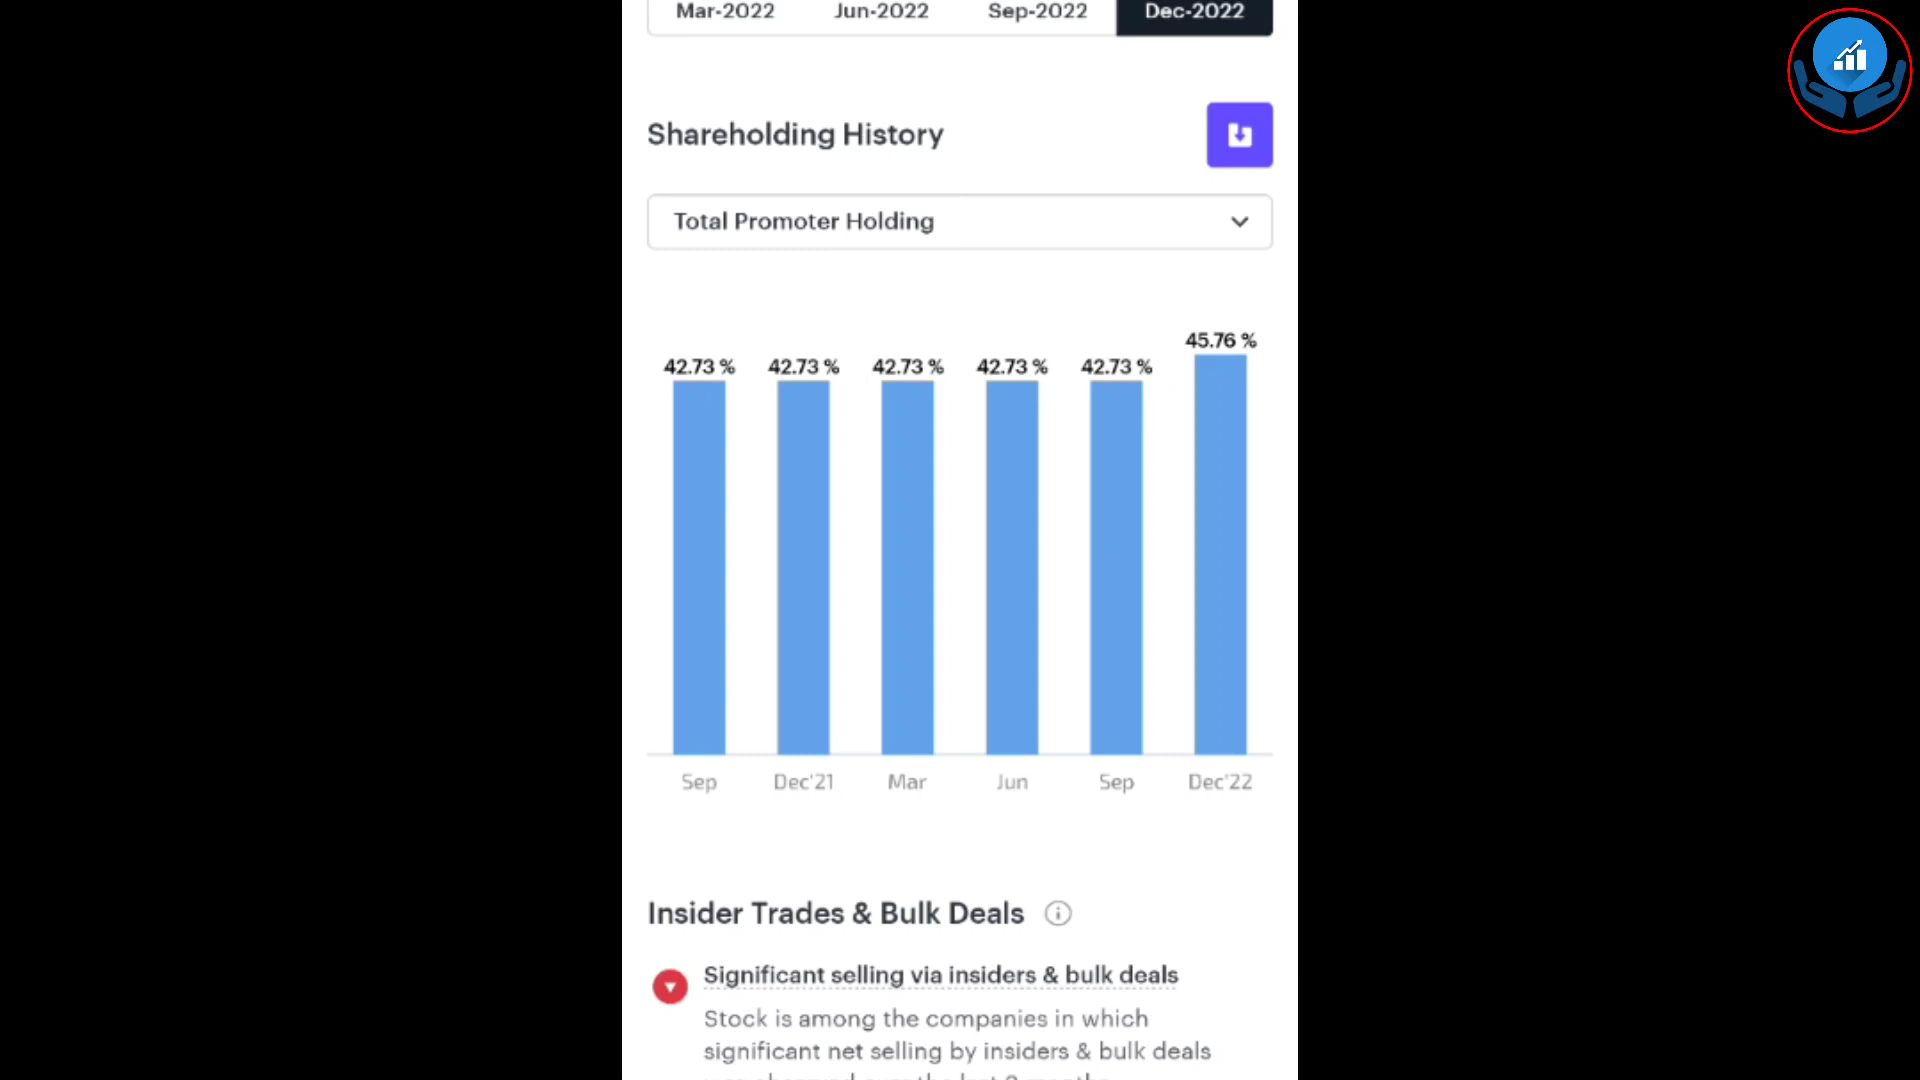 Mar-2022 Jun-2022 Sep-2022 Dec-2022
Shareholding History
Total Promoter Holding
45.76 %
42.73 % 42.73 % 42.73 % 42.73 % 42.73 %
Sep Dec'21 Mar Jun Sep Dec'22
Insider Trades & Bulk Deals
Significant selling via insiders & bulk deals
Stock is among the companies in which
significant net selling by insiders & bulk deals